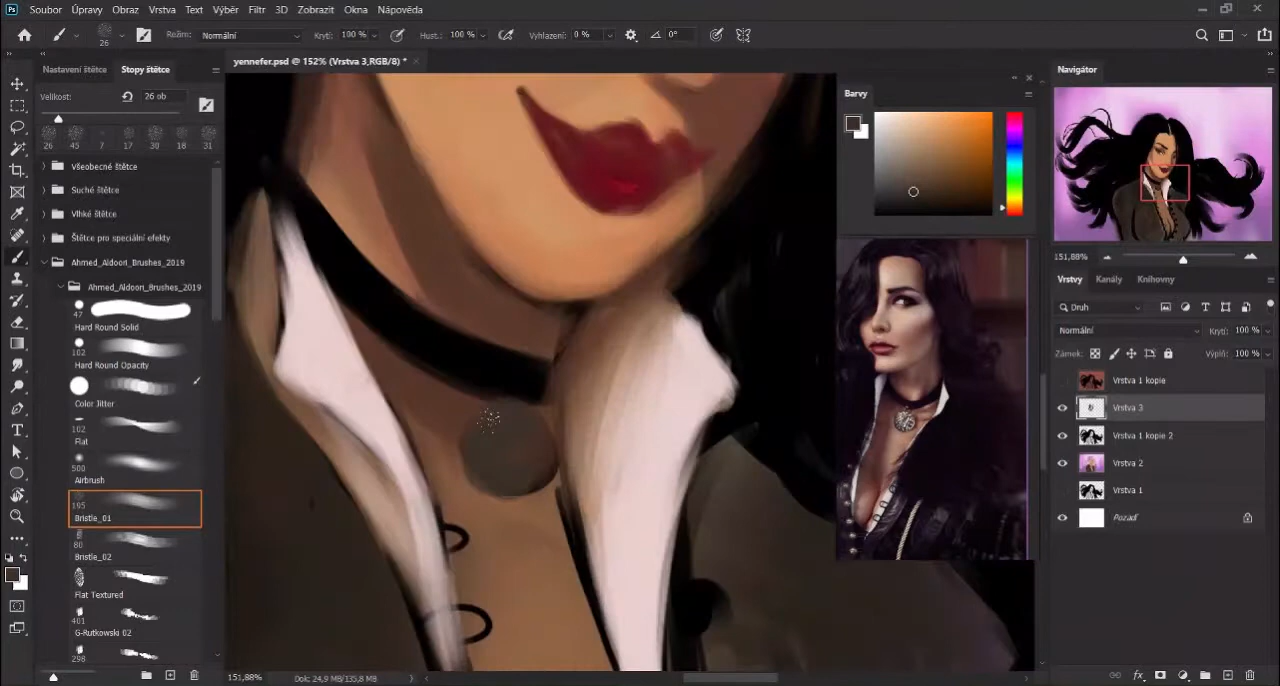 Ps Soubor Úpravy Obraz Vrstva Text Výběr Filtr 3D Zobrazit Okna Nápověda
26 Režim: Normální Krytí: 100 % Hust.: 100 % Vyhlazení: 0 % 0°
Nastavení štětce Stopy štětce
yennefer.psd @ 152% (Vrstva 3,RGB/8) *
Velikost: 26 ob
26 45 7 17 30 18 31
Všeobecné štětce
Suché štětce
Vlhké štětce
Štětce pro speciální efekty
Ahmed_Aldoori_Brushes_2019
Ahmed_Aldoori_Brushes_2019
47
Hard Round Solid
102
Hard Round Opacity
Color Jitter
102
Flat
500
Airbrush
195
Bristle_01
80
Bristle_02
Flat Textured
401
G-Rutkowski 02
298
151,88% Dok: 24,9 MB/135,8 MB
Barvy
Navigátor
151,88%
Vrstvy Kanály Knihovny
Druh
Normální Krytí: 100 %
Zámek: Výplň: 100 %
Vrstva 1 kopie
Vrstva 3
Vrstva 1 kopie 2
Vrstva 2
Vrstva 1
Pozadí